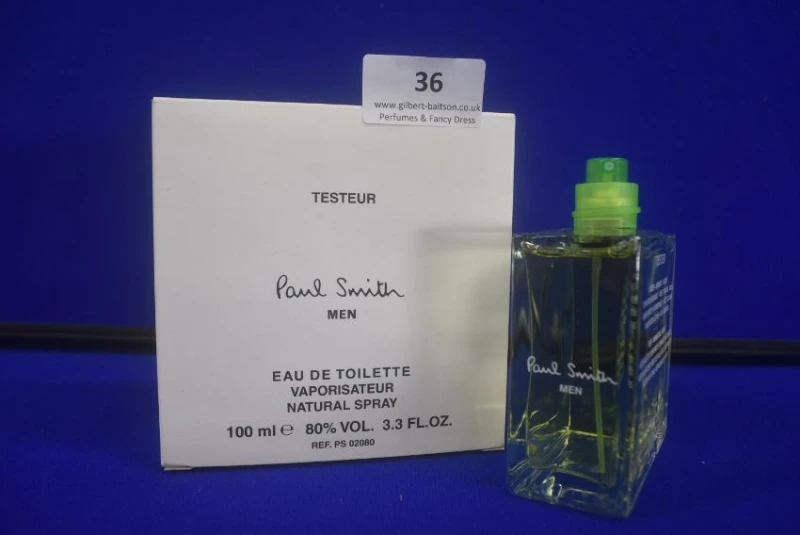 36
www.gilbert-baitson.co.uk
Perfumes & Fancy Dress
TESTEUR
Paul Smith
MEN
EAU DE TOILETTE
VAPORISATEUR
NATURAL SPRAY
100 ml ℮ 80% VOL. 3.3 FL.OZ.
REF. PS 02080
Paul Smith
MEN